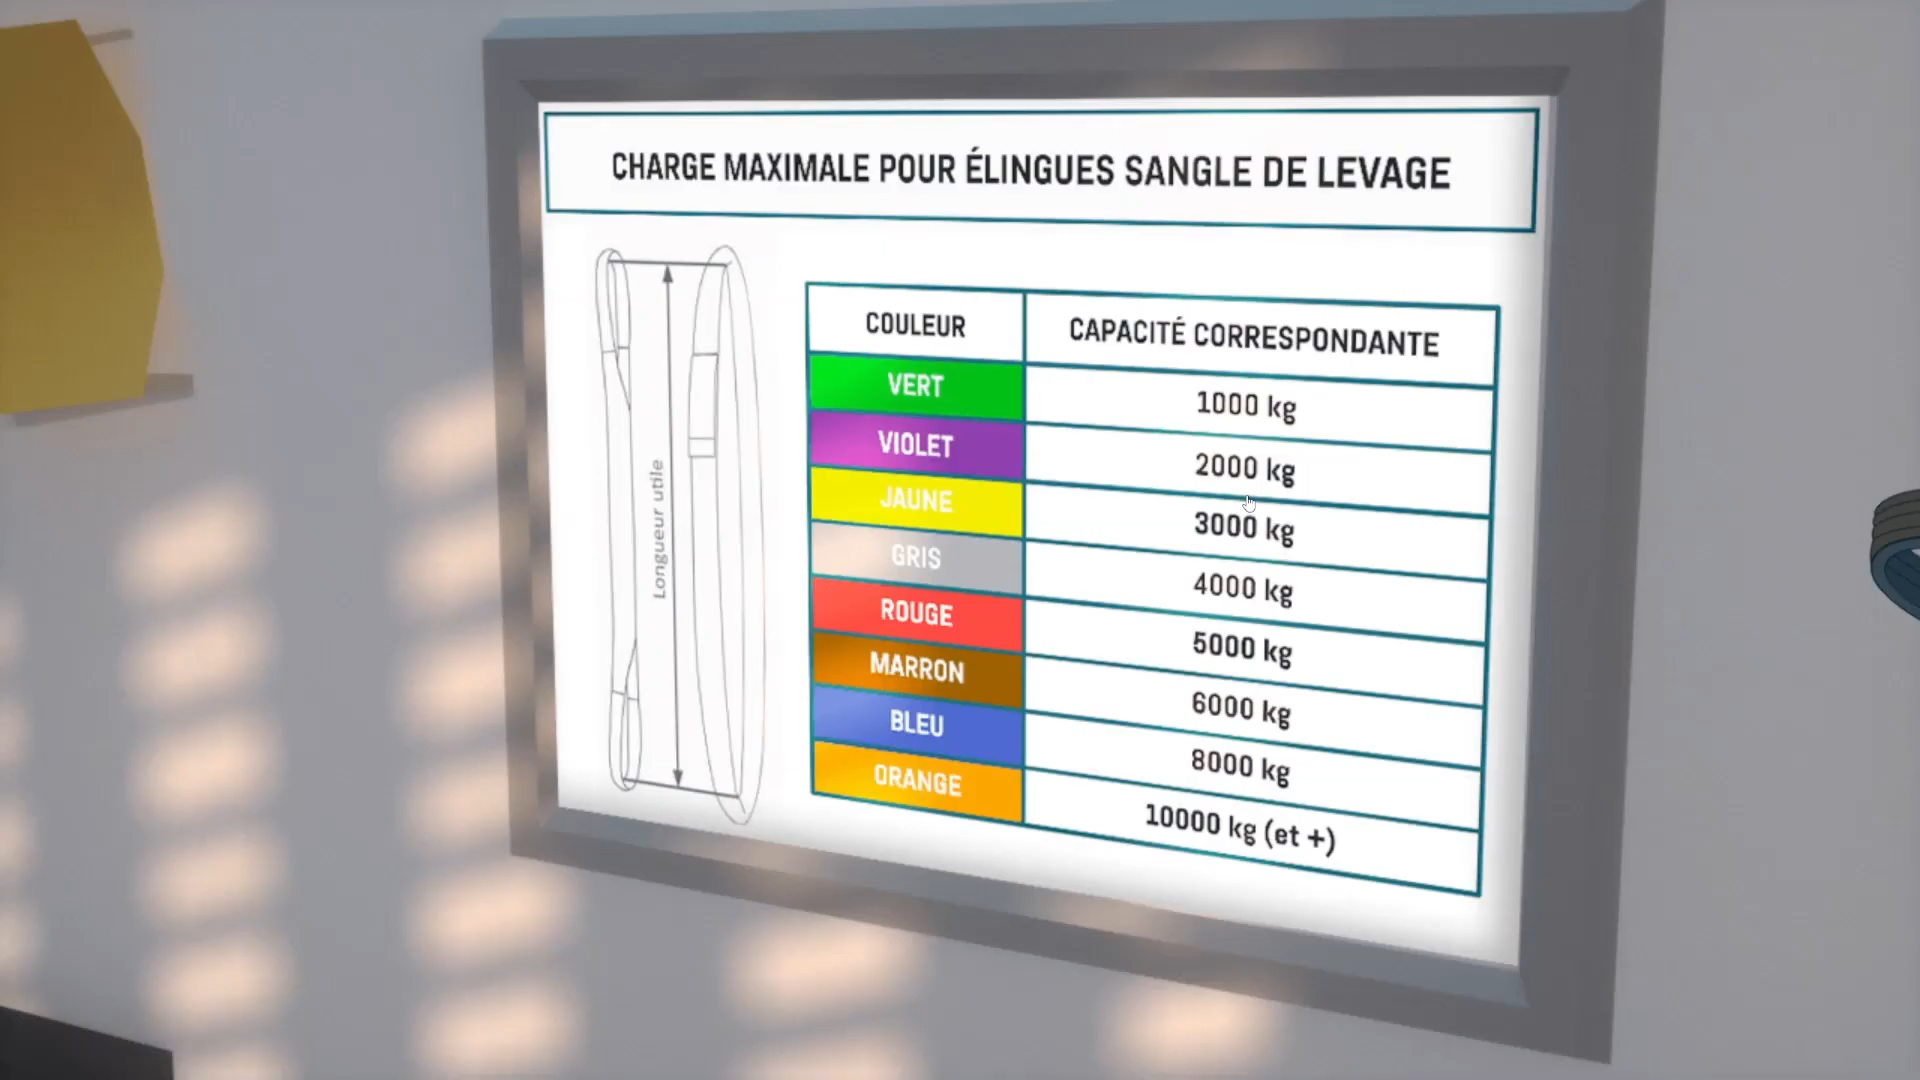 CHARGE MAXIMALE POUR ÉLINGUES SANGLE DE LEVAGE
Longueur utile
COULEUR CAPACITÉ CORRESPONDANTE
VERT 1000 kg
VIOLET 2000 kg
JAUNE 3000 kg
GRIS 4000 kg
ROUGE 5000 kg
MARRON 6000 kg
BLEU 8000 kg
ORANGE 10000 kg (et +)